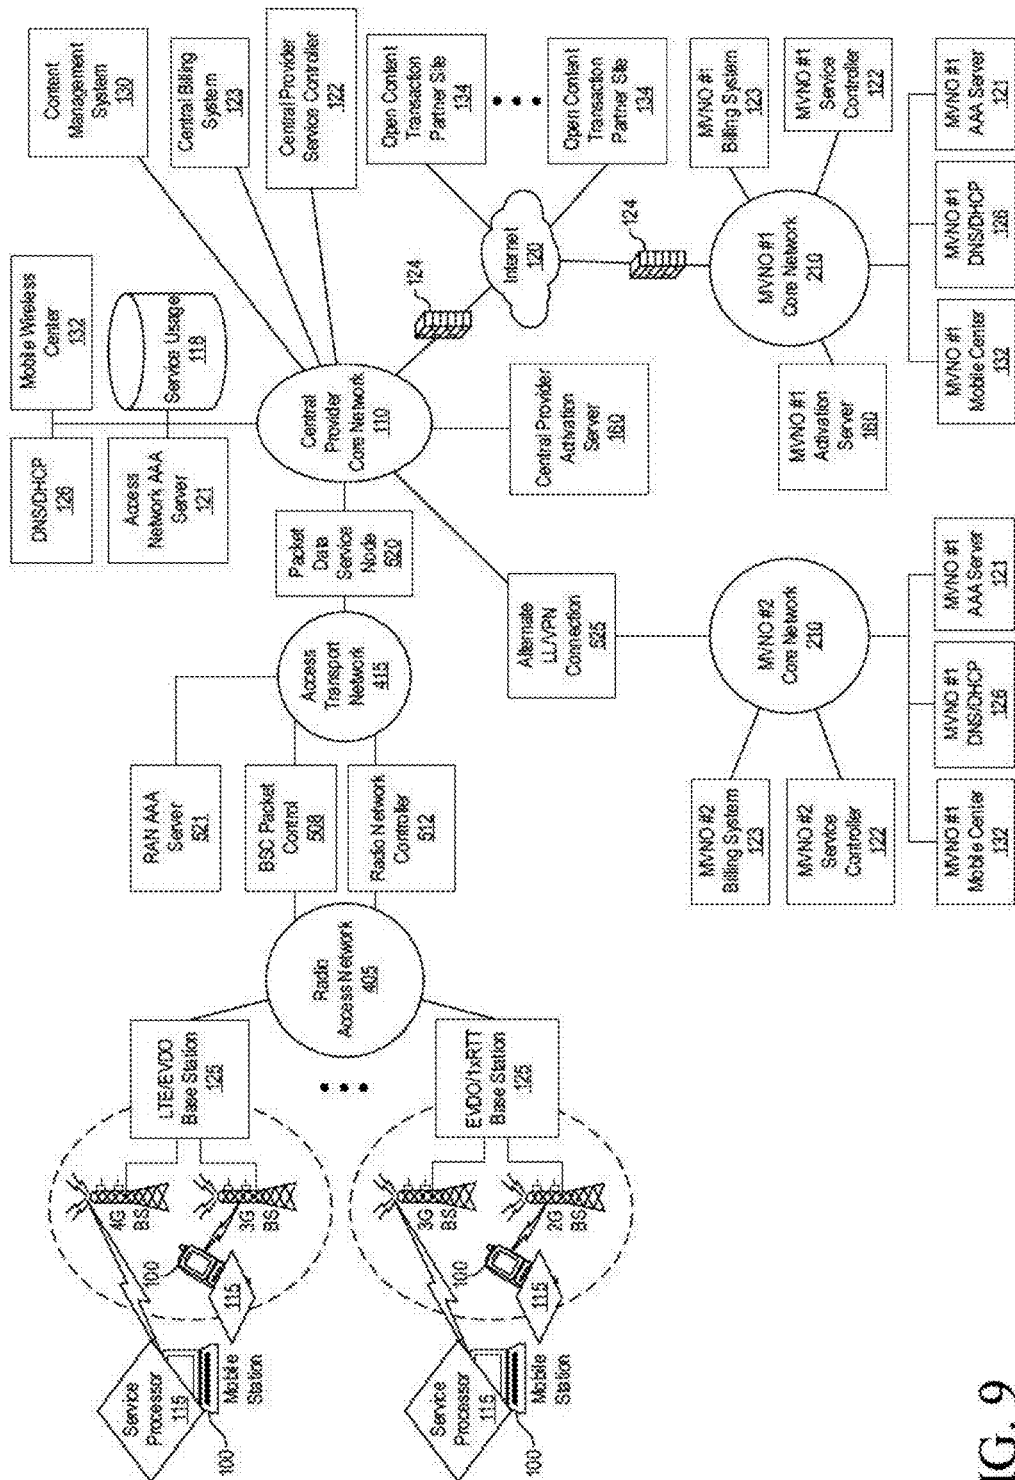 Service
Processor
115
100
Mobile
Station
100
115
4G
BS
3G
BS
LTE/EVDO
Base Station
125
Service
Processor
115
100
Mobile
Station
100
115
3G
BS
2G
BS
EVDO/1xRTT
Base Station
125
Radio
Access Network
405
RAN AAA
Server
521
BSC Packet
Control
508
Radio Network
Controller
512
Access
Transport
Network
415
Packet
Data
Service
Node
520
DNS/DHCP
126
Mobile Wireless
Center
132
Access
Network AAA
Server
121
Service Usage
118
Central
Provider
Core Network
110
Content
Management
System
130
Central Billing
System
123
Central Provider
Service Controller
122
Open Content
Transaction
Partner Site
134
Open Content
Transaction
Partner Site
134
124
Internet
120
124
Central Provider
Activation
Server
160
Alternate
LL/VPN
Connection
525
MVNO #2
Billing System
123
MVNO #2
Service
Controller
122
MVNO #2
Core Network
210
MVNO #1
Mobile Center
132
MVNO #1
DNS/DHCP
126
MVNO #1
AAA Server
121
MVNO #1
Activation
Server
160
MVNO #1
Core Network
210
MVNO #1
Billing System
123
MVNO #1
Service
Controller
122
MVNO #1
Mobile Center
132
MVNO #1
DNS/DHCP
126
MVNO #1
AAA Server
121
IG. 9